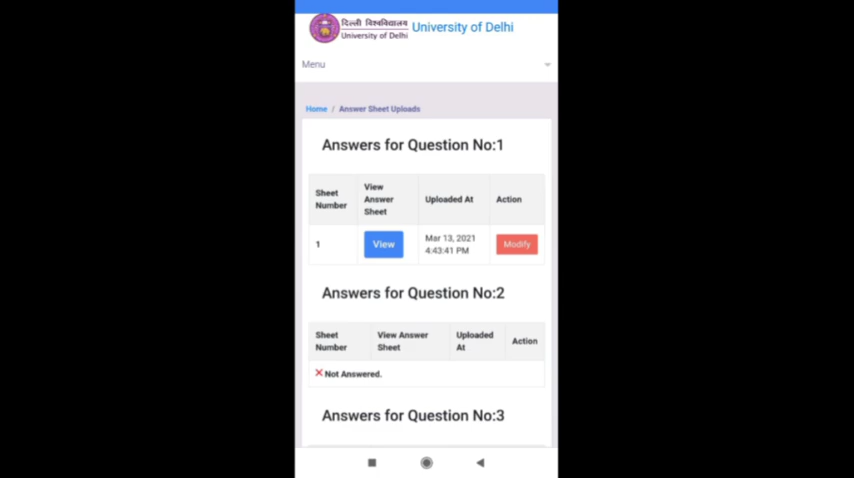 दिल्ली विश्वविद्यालय
University of Delhi
University of Delhi
Menu
Home / Answer Sheet Uploads
Answers for Question No:1
Sheet Number View Answer Sheet Uploaded At Action
1 View Mar 13, 2021 4:43:41 PM Modify
Answers for Question No:2
Sheet Number View Answer Sheet Uploaded At Action
Not Answered.
Answers for Question No:3